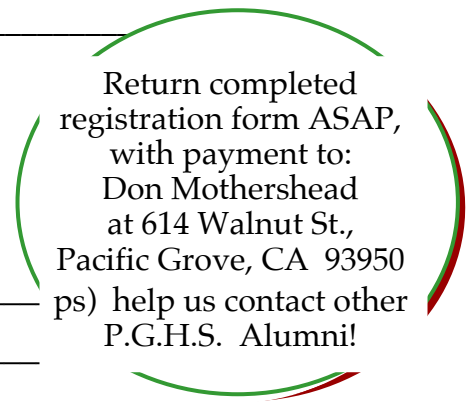 Return completed
registration form ASAP,
with payment to:
Don Mothershead
at 614 Walnut St.,
Pacific Grove, CA  93950
ps)  help us contact other
P.G.H.S.  Alumni!